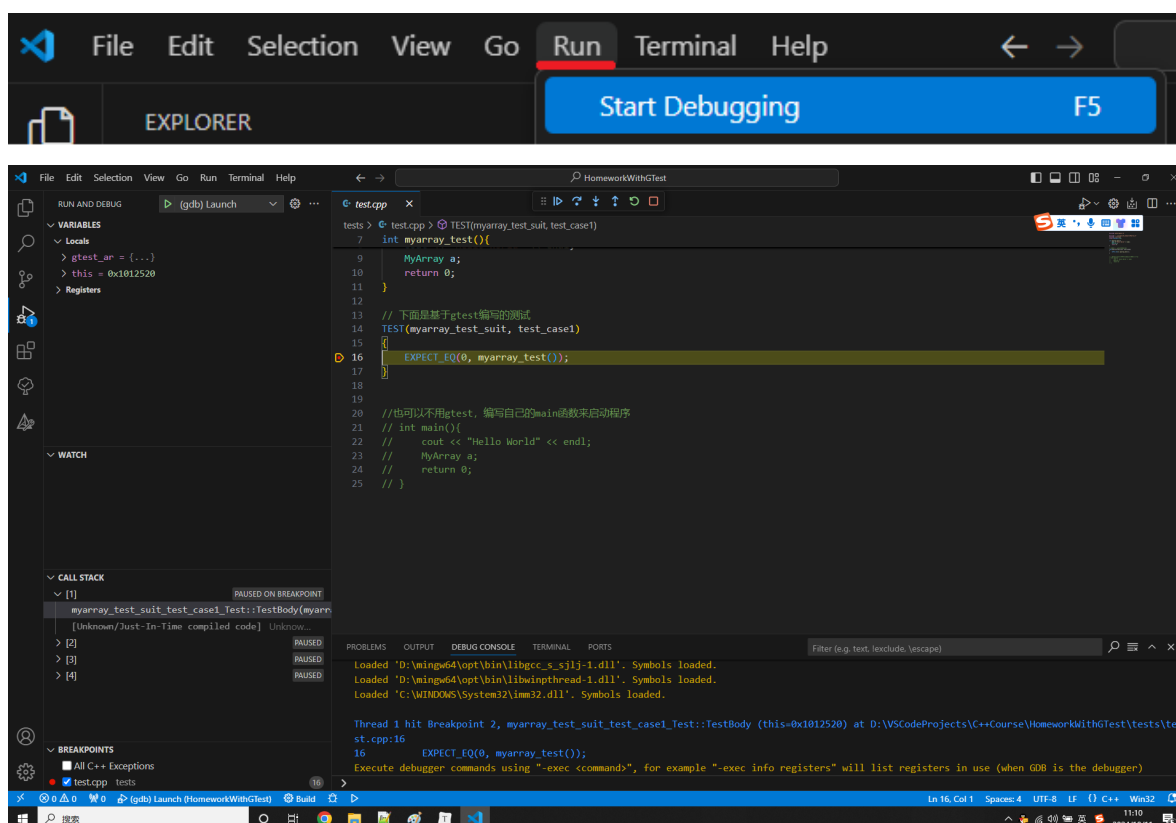 File Edit Selection View Go Run Terminal Help
Start Debugging F5
EXPLORER
File Edit Selection View Go Run Terminal Help
HomeworkWithGTest
RUN AND DEBUG
(gdb) Launch
test.cpp
VARIABLES
tests > test.cpp > TEST(myarray_test_suit, test_case1)
英
Locals
7 int myarray_test(){
> gtest_ar = {...}
9 MyArray a;
> this = 0x1012520
10 return 0;
> Registers
11 }
12
13 // 下面是基于gtest编写的测试
14 TEST(myarray_test_suit, test_case1)
15 {
16 EXPECT_EQ(0, myarray_test());
17 }
18
19
20 //也可以不用gtest, 编写自己的main函数来启动程序
21 // int main(){
22 // cout << "Hello World" << endl;
23 // MyArray a;
24 // return 0;
25 // }
WATCH
CALL STACK
[1] PAUSED ON BREAKPOINT
myarray_test_suit_test_case1_Test::TestBody(myarr
[Unknown/Just-In-Time compiled code] Unknow...
> [2] PAUSED
> [3] PAUSED
> [4] PAUSED
BREAKPOINTS
All C++ Exceptions
test.cpp tests 16
PROBLEMS OUTPUT DEBUG CONSOLE TERMINAL PORTS
Filter (e.g. text, !exclude, \escape)
Loaded 'D:\mingw64\opt\bin\libgcc_s_sjlj-1.dll'. Symbols loaded.
Loaded 'D:\mingw64\opt\bin\libwinpthread-1.dll'. Symbols loaded.
Loaded 'C:\WINDOWS\System32\imm32.dll'. Symbols loaded.
Thread 1 hit Breakpoint 2, myarray_test_suit_test_case1_Test::TestBody (this=0x1012520) at D:\VSCodeProjects\C++Course\HomeworkWithGTest\tests\te
st.cpp:16
16 EXPECT_EQ(0, myarray_test());
Execute debugger commands using "-exec <command>", for example "-exec info registers" will list registers in use (when GDB is the debugger)
>
0 0 0 (gdb) Launch (HomeworkWithGTest) Build
Ln 16, Col 1 Spaces: 4 UTF-8 LF {} C++ Win32
搜索
英 11:10